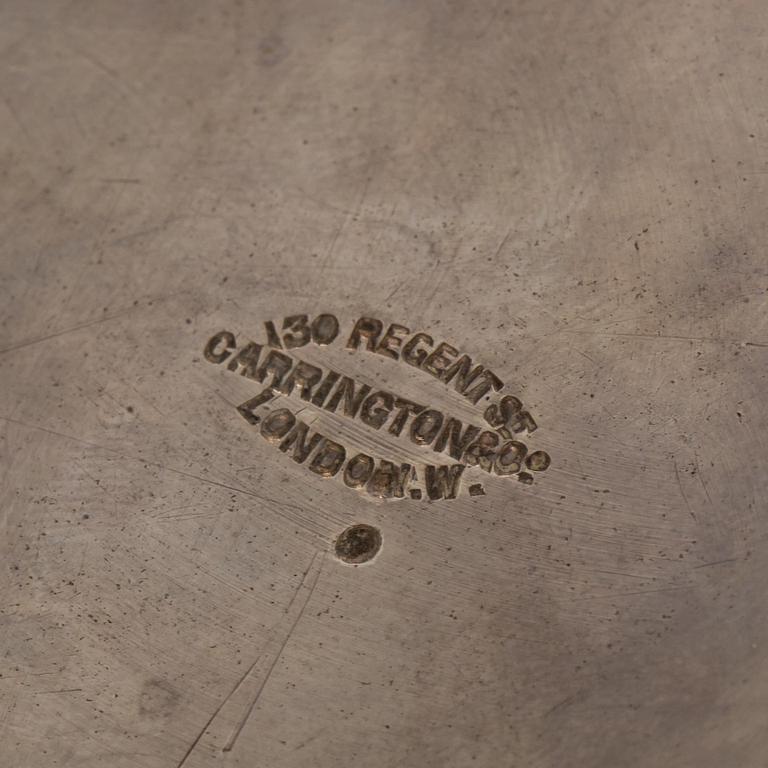 130 REGENT ST
CARRINGTON & Co.
LONDON. W.